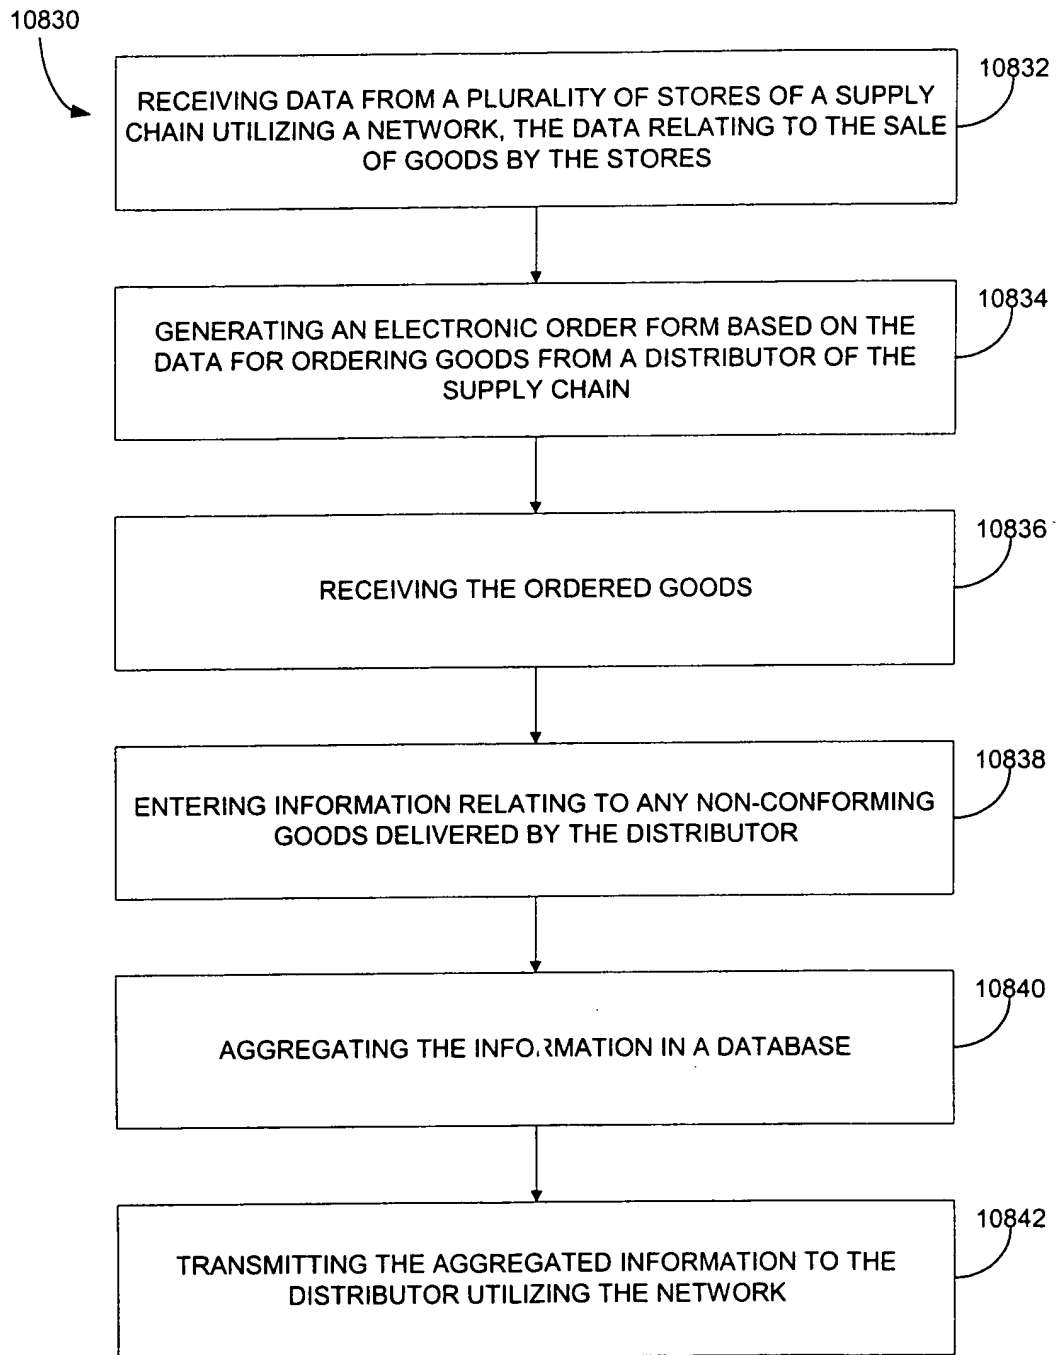 10830
10832
RECEIVING DATA FROM A PLURALITY OF STORES OF A SUPPLY
CHAIN UTILIZING A NETWORK, THE DATA RELATING TO THE SALE
OF GOODS BY THE STORES
10834
GENERATING AN ELECTRONIC ORDER FORM BASED ON THE
DATA FOR ORDERING GOODS FROM A DISTRIBUTOR OF THE
SUPPLY CHAIN
10836
RECEIVING THE ORDERED GOODS
10838
ENTERING INFORMATION RELATING TO ANY NON-CONFORMING
GOODS DELIVERED BY THE DISTRIBUTOR
10840
AGGREGATING THE INFORMATION IN A DATABASE
10842
TRANSMITTING THE AGGREGATED INFORMATION TO THE
DISTRIBUTOR UTILIZING THE NETWORK